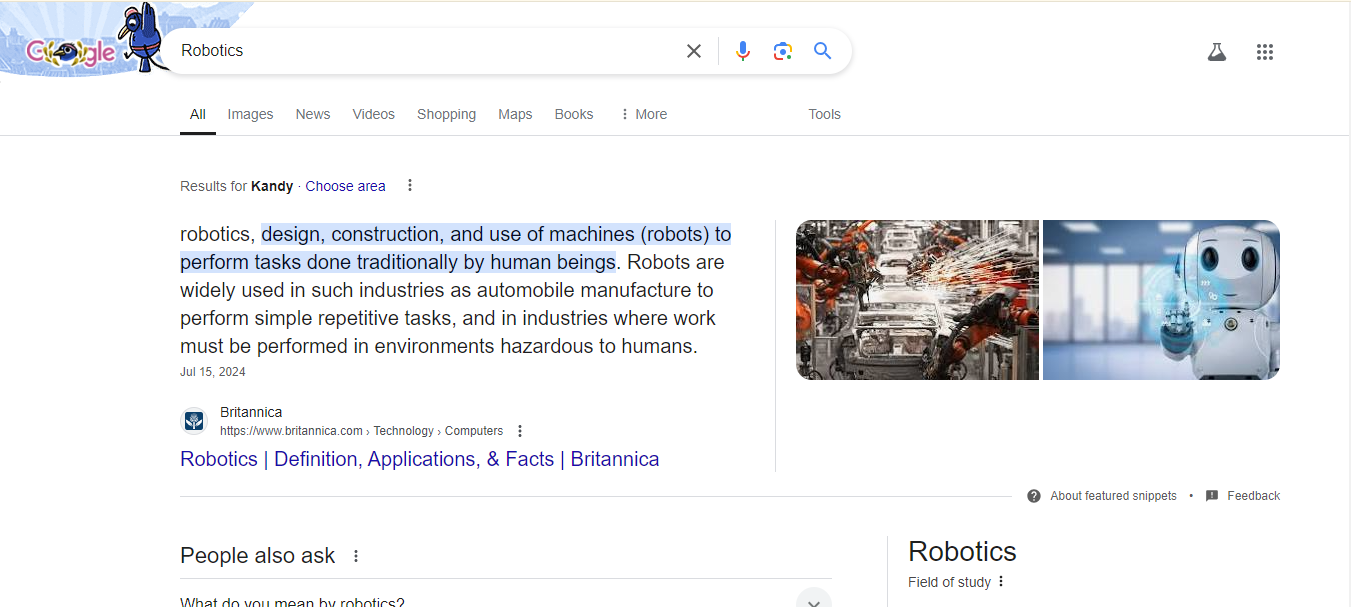 Google
Robotics
All Images News Videos Shopping Maps Books More Tools
Results for Kandy · Choose area
robotics, design, construction, and use of machines (robots) to
perform tasks done traditionally by human beings. Robots are
widely used in such industries as automobile manufacture to
perform simple repetitive tasks, and in industries where work
must be performed in environments hazardous to humans.
Jul 15, 2024
Britannica
https://www.britannica.com › Technology › Computers
Robotics | Definition, Applications, & Facts | Britannica
About featured snippets • Feedback
People also ask
What do you mean by robotics?
Robotics
Field of study